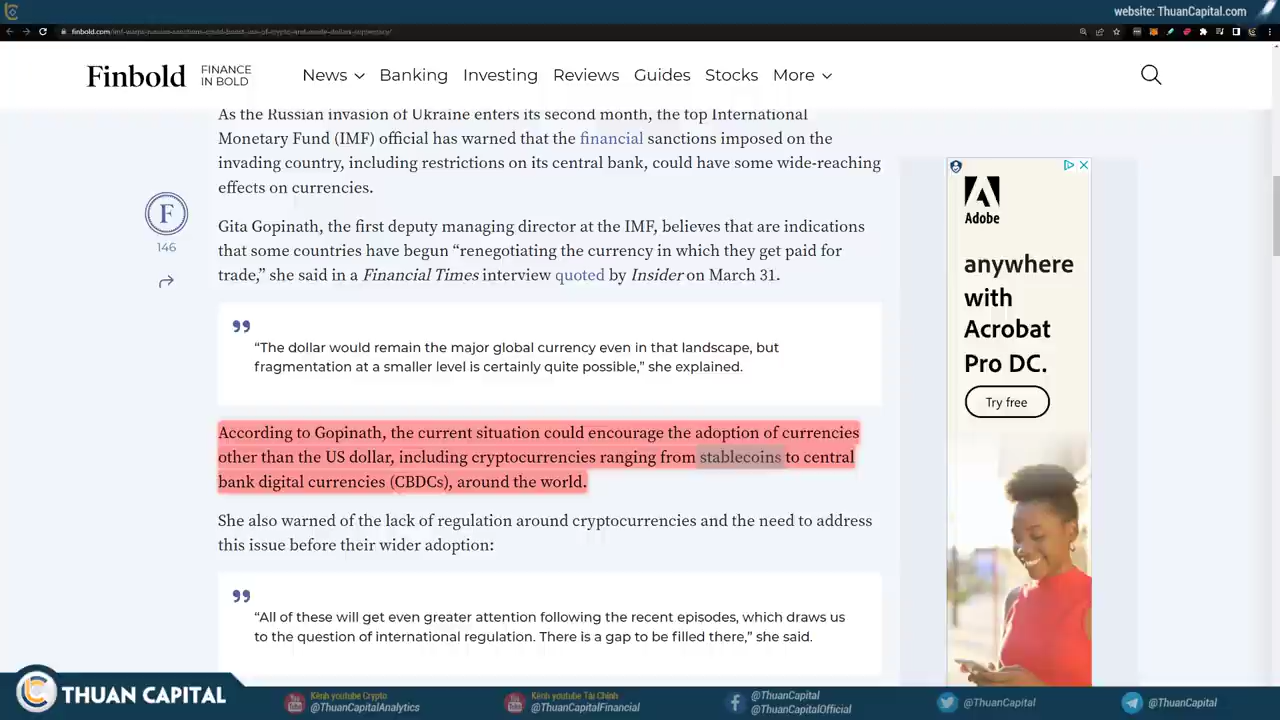 website: ThuanCapital.com
Finbold
FINANCE
IN BOLD
News
Banking
Investing
Reviews
Guides
Stocks
More
As the Russian invasion of Ukraine enters its second month, the top International
Monetary Fund (IMF) official has warned that the financial sanctions imposed on the
invading country, including restrictions on its central bank, could have some wide-reaching
effects on currencies.
F
146
Gita Gopinath, the first deputy managing director at the IMF, believes that are indications
that some countries have begun “renegotiating the currency in which they get paid for
trade,” she said in a Financial Times interview quoted by Insider on March 31.
“The dollar would remain the major global currency even in that landscape, but
fragmentation at a smaller level is certainly quite possible,” she explained.
According to Gopinath, the current situation could encourage the adoption of currencies
other than the US dollar, including cryptocurrencies ranging from stablecoins to central
bank digital currencies (CBDCs), around the world.
She also warned of the lack of regulation around cryptocurrencies and the need to address
this issue before their wider adoption:
“All of these will get even greater attention following the recent episodes, which draws us
to the question of international regulation. There is a gap to be filled there,” she said.
Adobe
anywhere
with
Acrobat
Pro DC.
Try free
THUAN CAPITAL
Kênh youtube Crypto
@ThuanCapitalAnalytics
Kênh youtube Tài Chính
@ThuanCapitalFinancial
@ThuanCapital
@ThuanCapitalOfficial
@ThuanCapital
@ThuanCapital